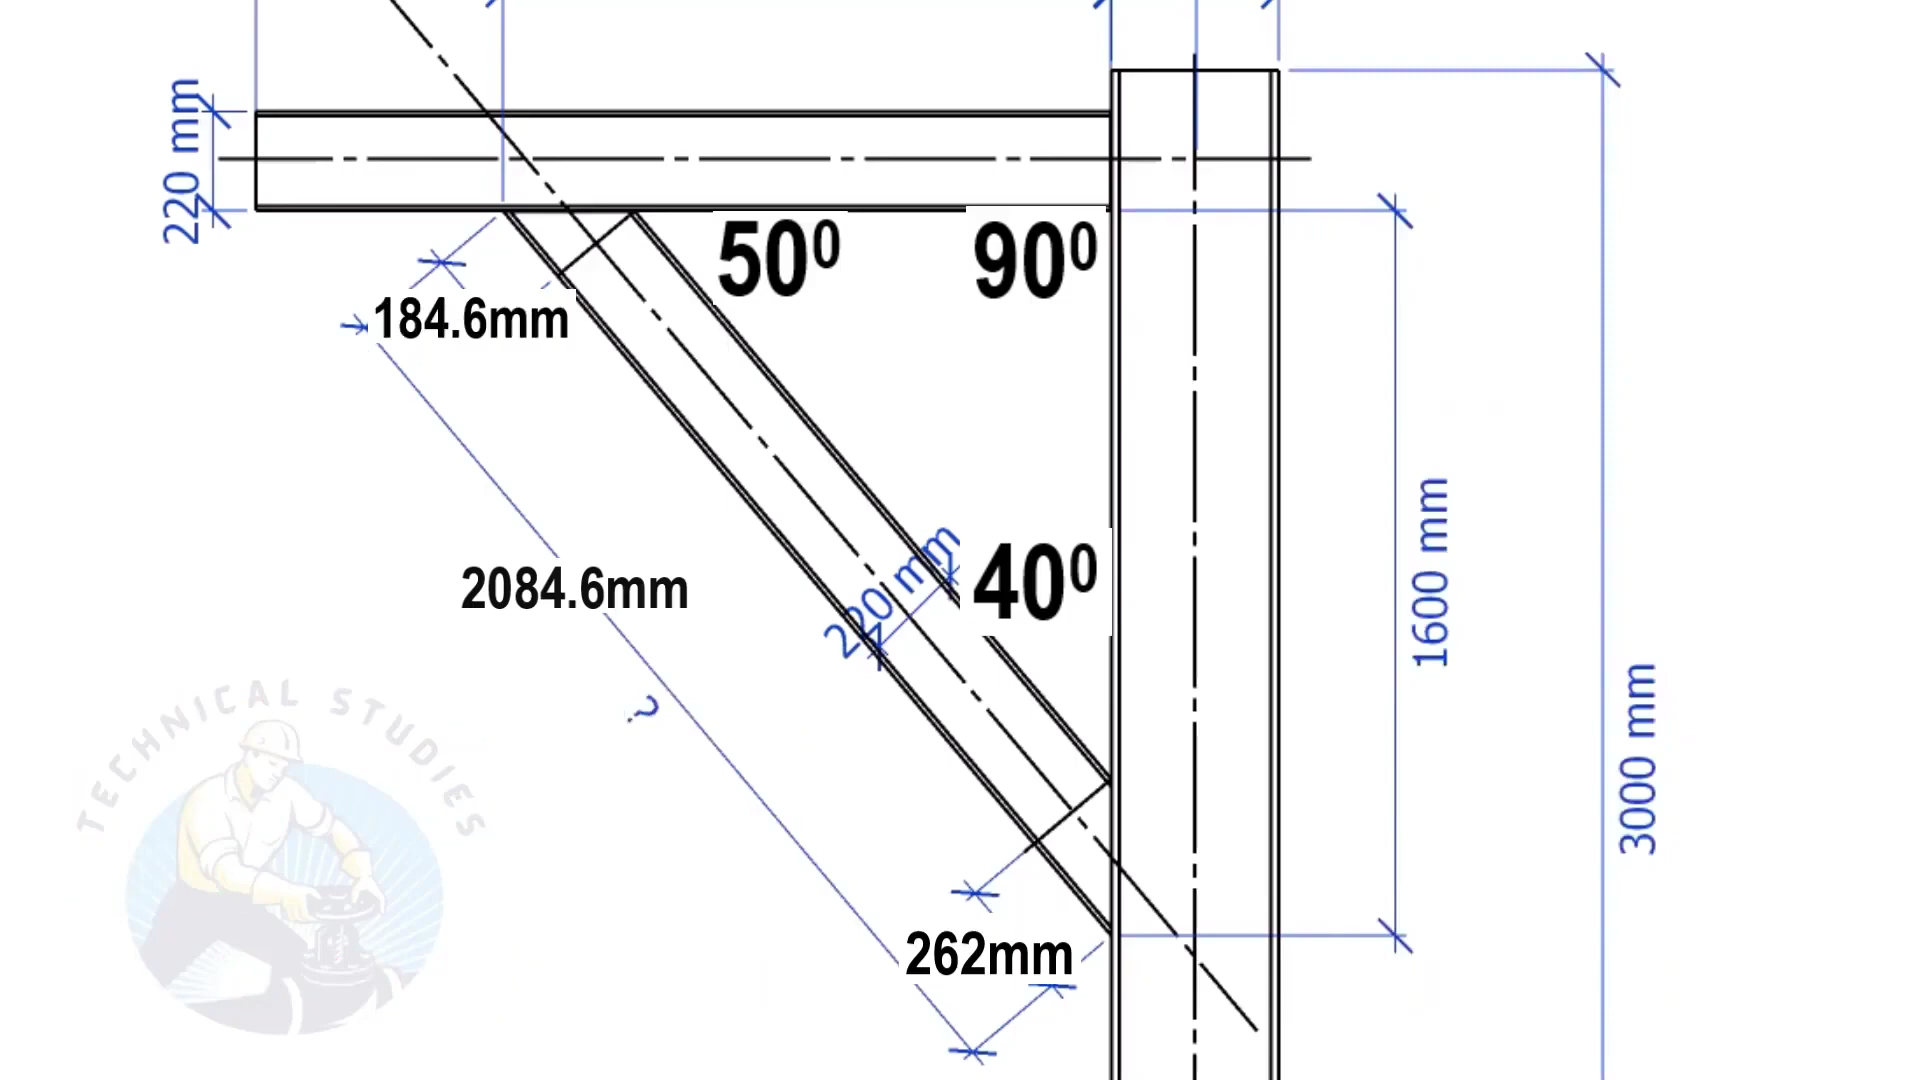 220 mm
50⁰
90⁰
184.6mm
2084.6mm
220 mm
40⁰
?
1600 mm
3000 mm
262mm
TECHNICAL STUDIES